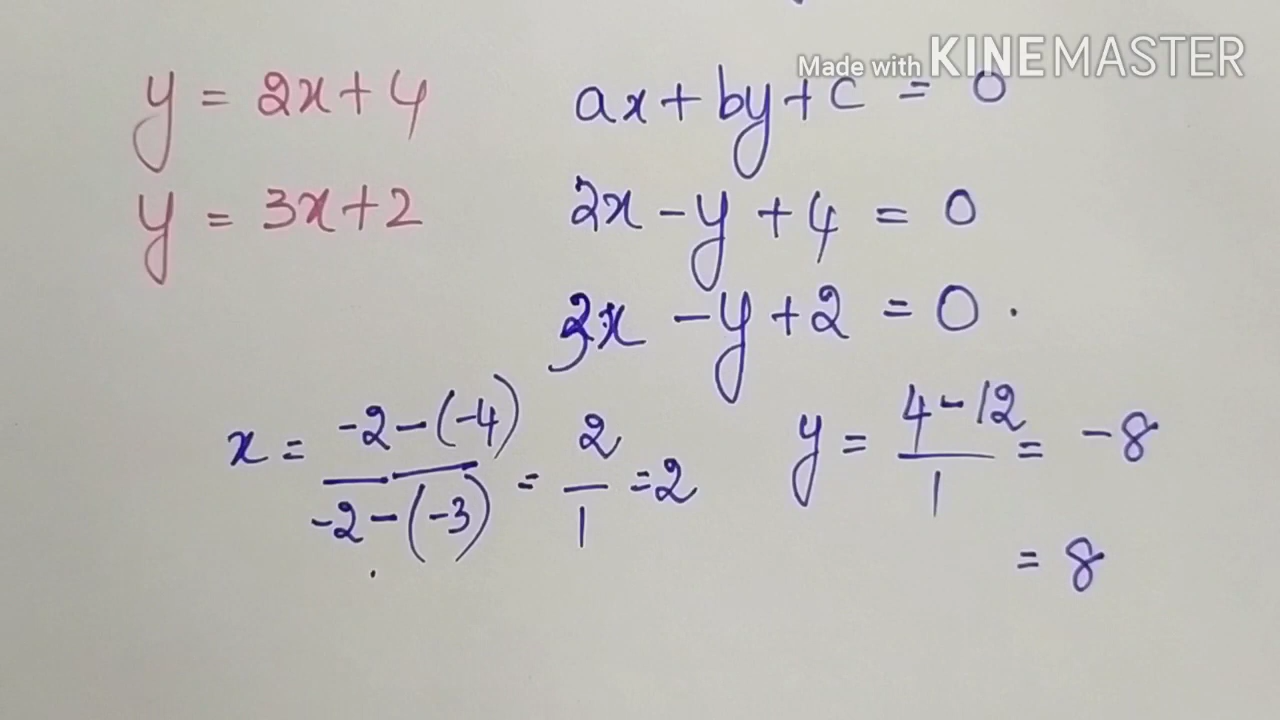 Made with KINEMASTER
y = 2x+4
ax+by+c = 0
y = 3x+2
2x -y +4 = 0
3x -y +2 = 0 .
x = -2-(-4) / -2-(-3) = 2/1 =2
y = 4-12 / 1 = -8
= 8